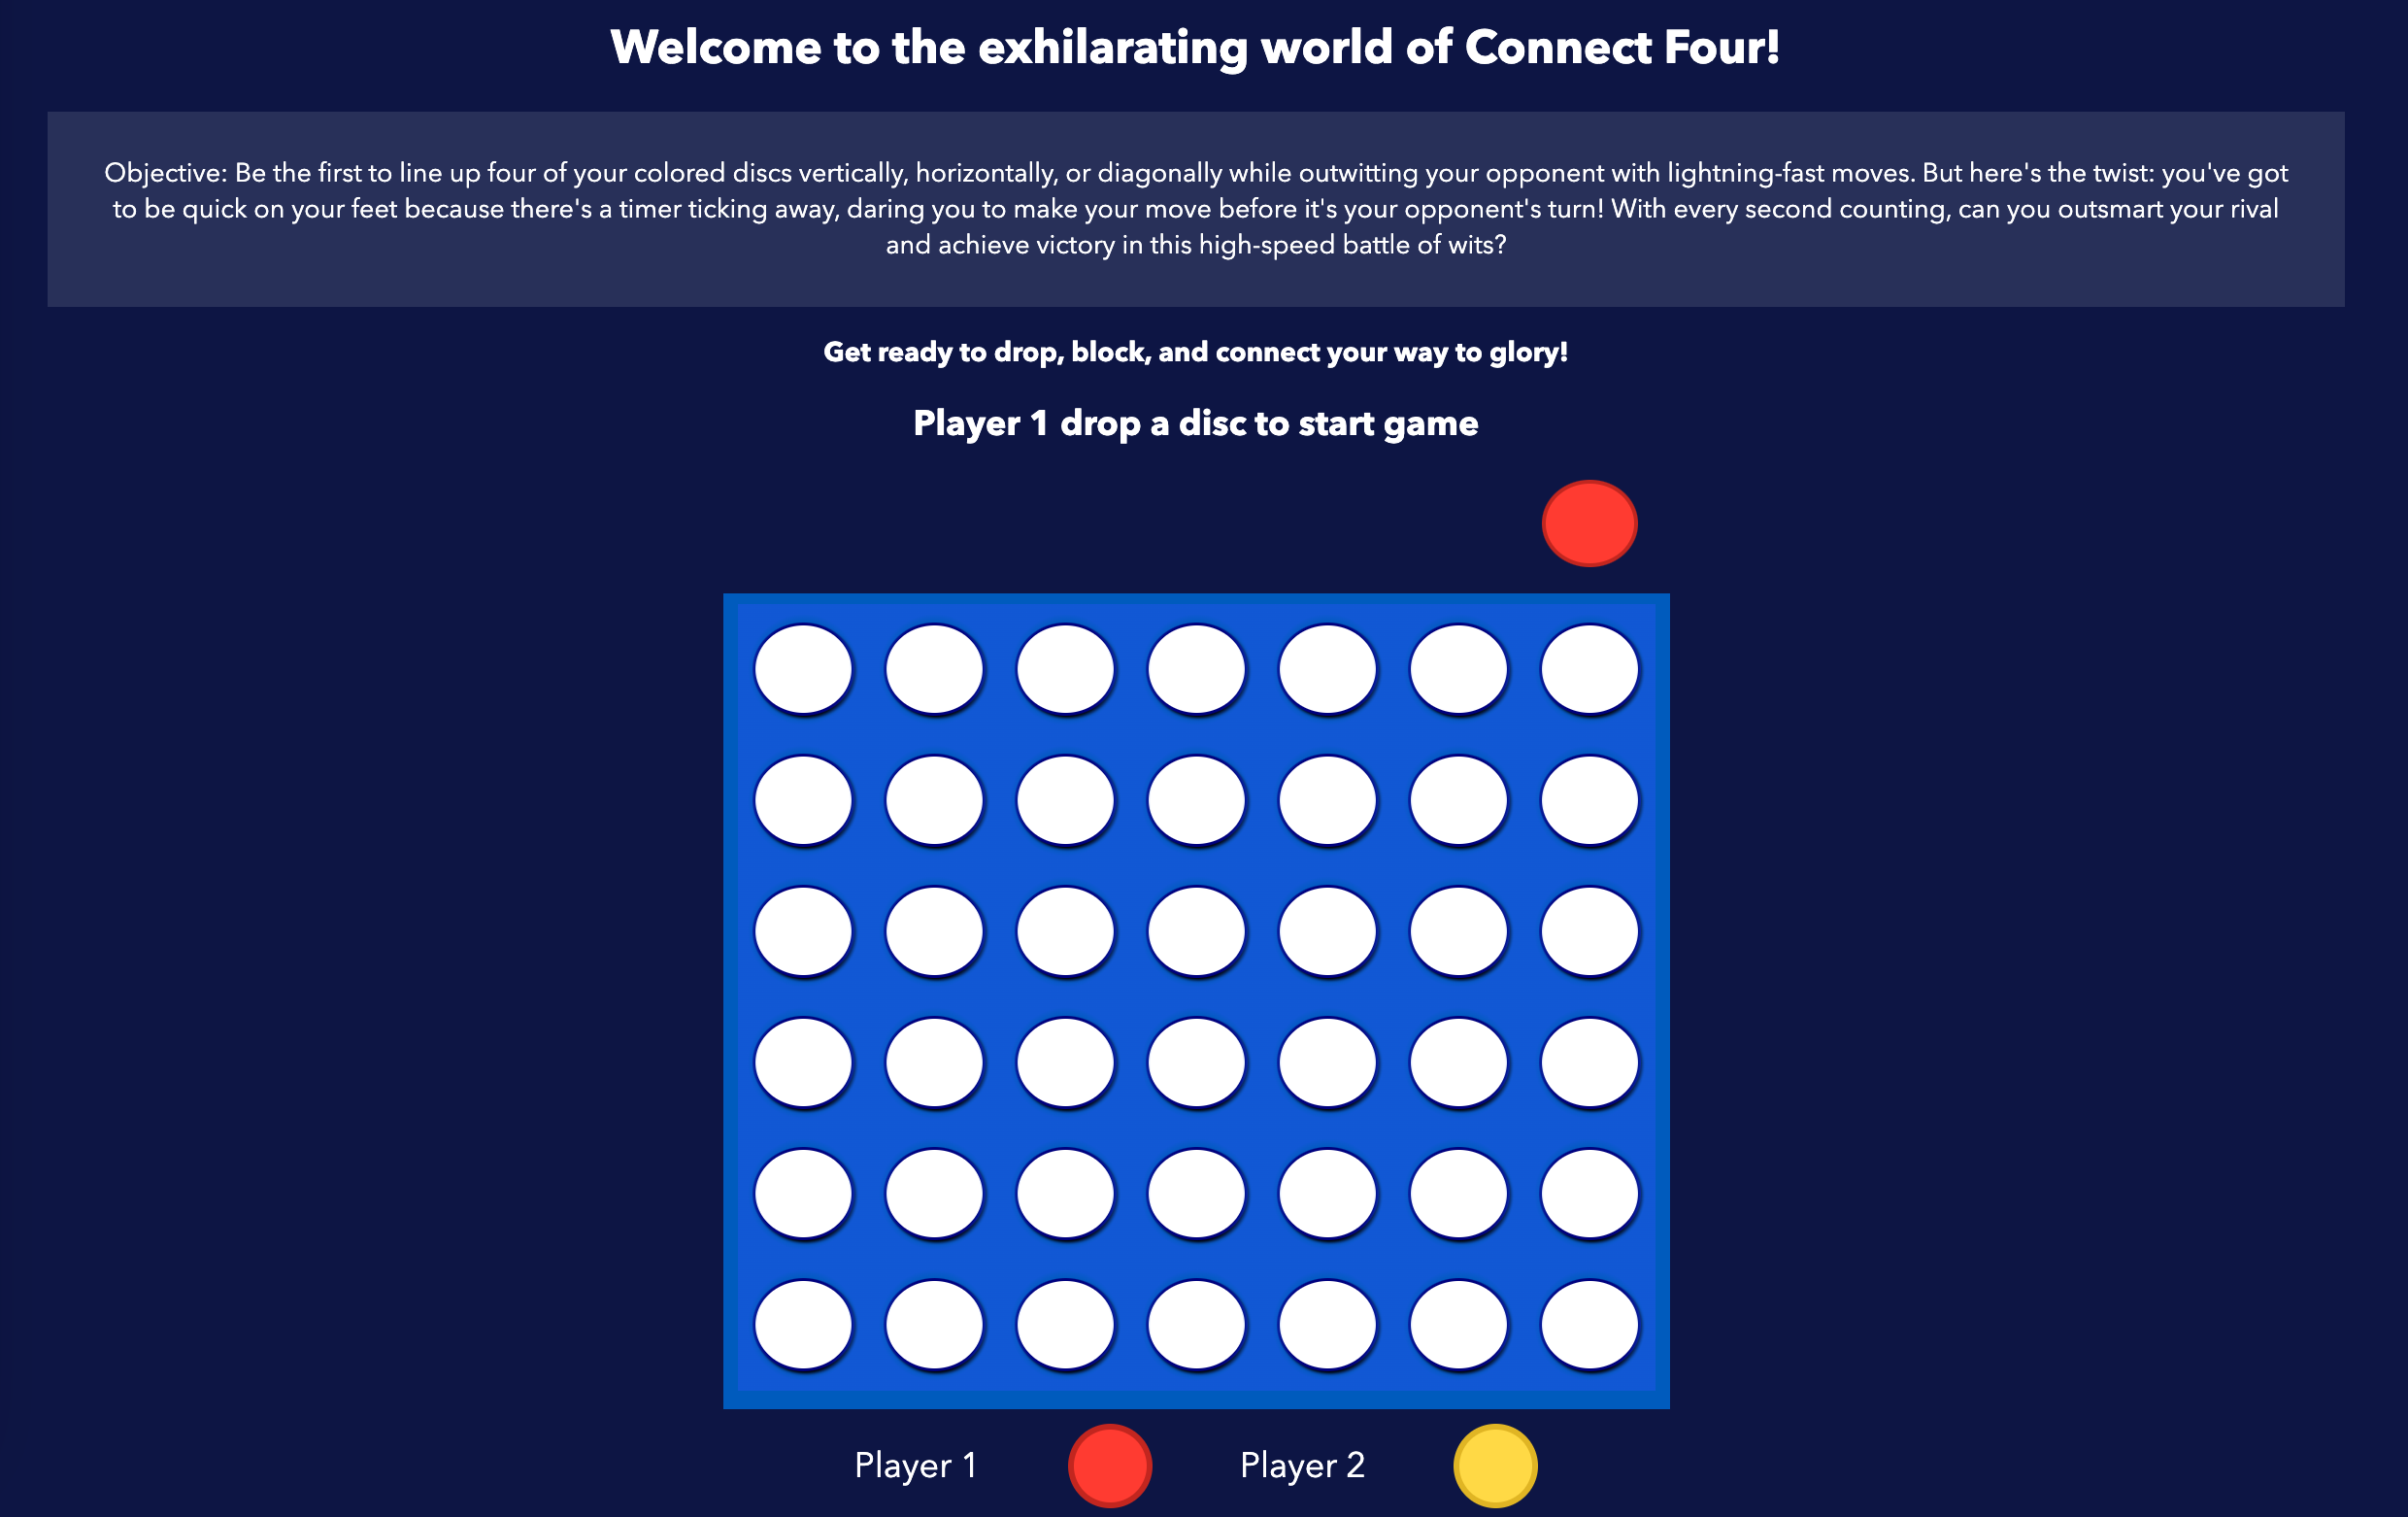 Welcome to the exhilarating world of Connect Four!
Objective: Be the first to line up four of your colored discs vertically, horizontally, or diagonally while outwitting your opponent with lightning-fast moves. But here's the twist: you've got
to be quick on your feet because there's a timer ticking away, daring you to make your move before it's your opponent's turn! With every second counting, can you outsmart your rival
and achieve victory in this high-speed battle of wits?
Get ready to drop, block, and connect your way to glory!
Player 1 drop a disc to start game
Player 1 Player 2